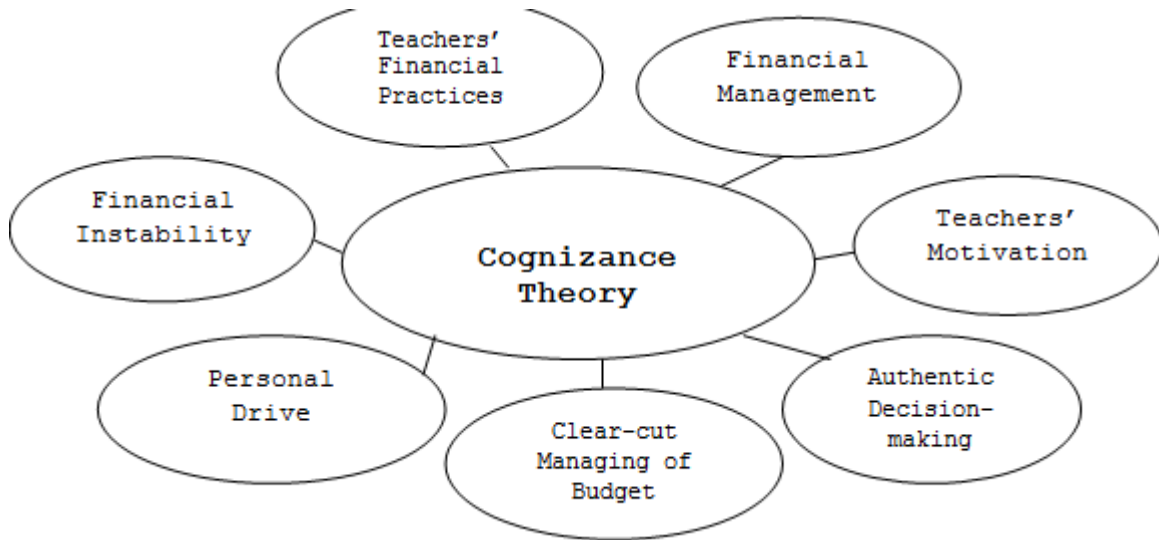 Teachers'
Financial
Practices
Financial
Management
Financial
Instability
Cognizance
Theory
Teachers'
Motivation
Personal
Drive
Clear-cut
Managing of
Budget
Authentic
Decision-
making